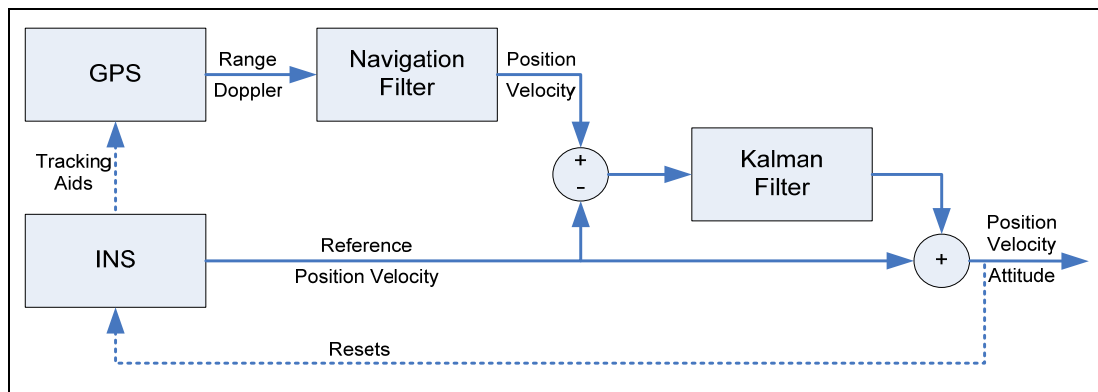 GPS
Range
Doppler
Navigation
Filter
Position
Velocity
Tracking
Aids
+
-
Kalman
Filter
INS
Reference
Position Velocity
+
Position
Velocity
Attitude
Resets